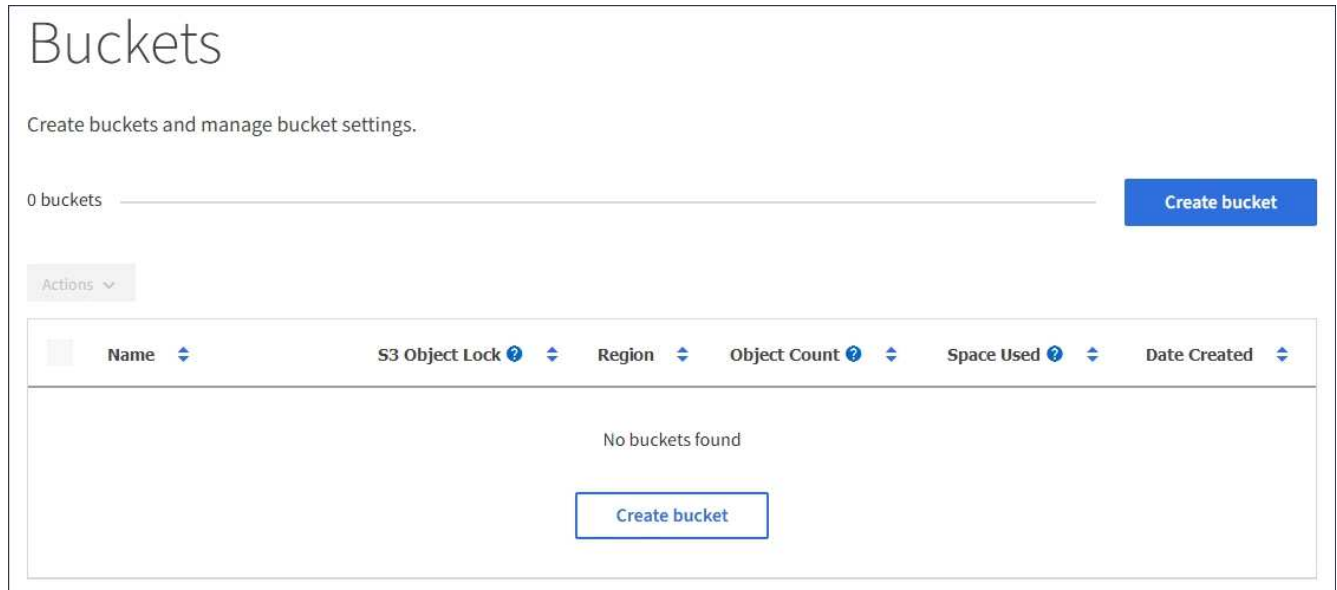 Buckets
Create buckets and manage bucket settings.
0 buckets
Create bucket
Actions
Name S3 Object Lock ? Region Object Count ? Space Used ? Date Created
No buckets found
Create bucket